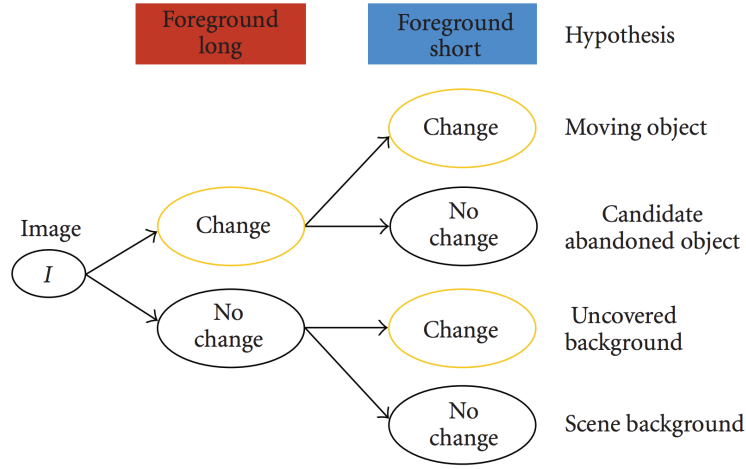 Foreground
long
Foreground
short
Hypothesis
Change
Moving object
Image
I
Change
No
change
Candidate
abandoned object
No
change
Change
Uncovered
background
No
change
Scene background